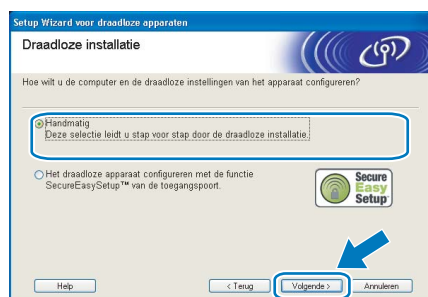 Setup Wizard voor draadloze apparaten
Draadloze installatie
Hoe wilt u de computer en de draadloze instellingen van het apparaat configureren?
Handmatig
Deze selectie leidt u stap voor stap door de draadloze installatie.
Het draadloze apparaat configureren met de functie
SecureEasySetup™ van de toegangspoort.
Secure
Easy
Setup
Help
< Terug
Volgende >
Annuleren